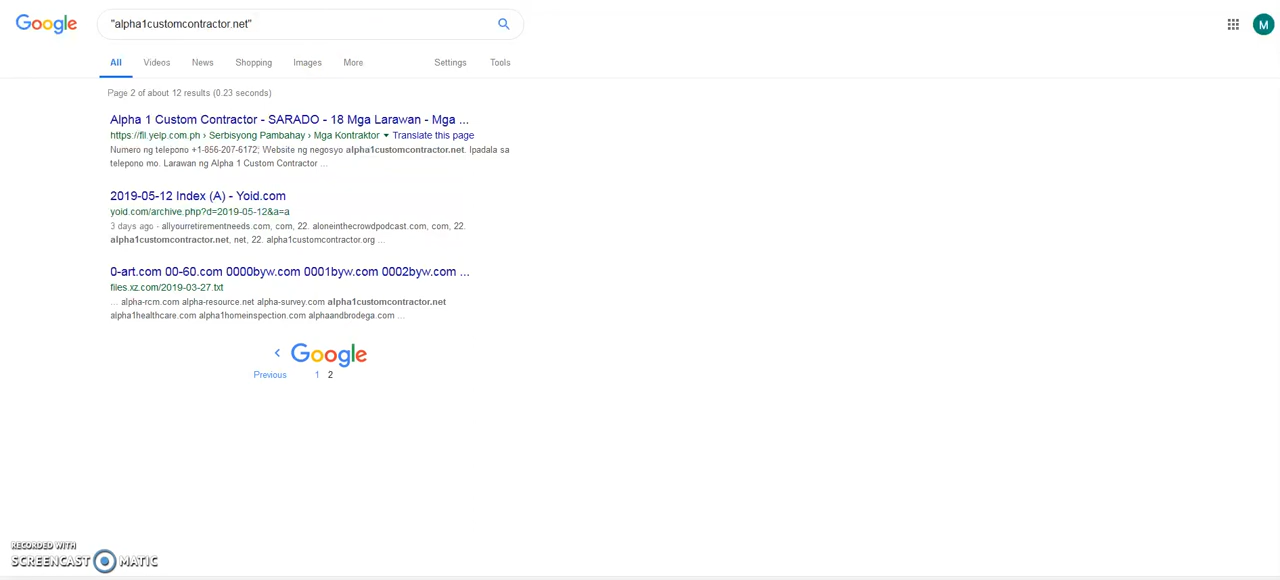 Google
"alpha1customcontractor.net"
M
All Videos News Shopping Images More Settings Tools
Page 2 of about 12 results (0.23 seconds)
Alpha 1 Custom Contractor - SARADO - 18 Mga Larawan - Mga ...
https://fil.yelp.com.ph › Serbisyong Pambahay › Mga Kontraktor ▾ Translate this page
Numero ng telepono +1-856-207-6172; Website ng negosyo alpha1customcontractor.net. Ipadala sa
telepono mo. Larawan ng Alpha 1 Custom Contractor ...
2019-05-12 Index (A) - Yoid.com
yoid.com/archive.php?d=2019-05-12&a=a
3 days ago - allyourretirementneeds.com, com, 22. aloneinthecrowdpodcast.com, com, 22.
alpha1customcontractor.net, net, 22. alpha1customcontractor.org ...
0-art.com 00-60.com 0000byw.com 0001byw.com 0002byw.com ...
files.xz.com/2019-03-27.txt
... alpha-rcm.com alpha-resource.net alpha-survey.com alpha1customcontractor.net
alpha1healthcare.com alpha1homeinspection.com alphaandbrodega.com ...
< Google
Previous 1 2
RECORDED WITH
SCREENCAST MATIC